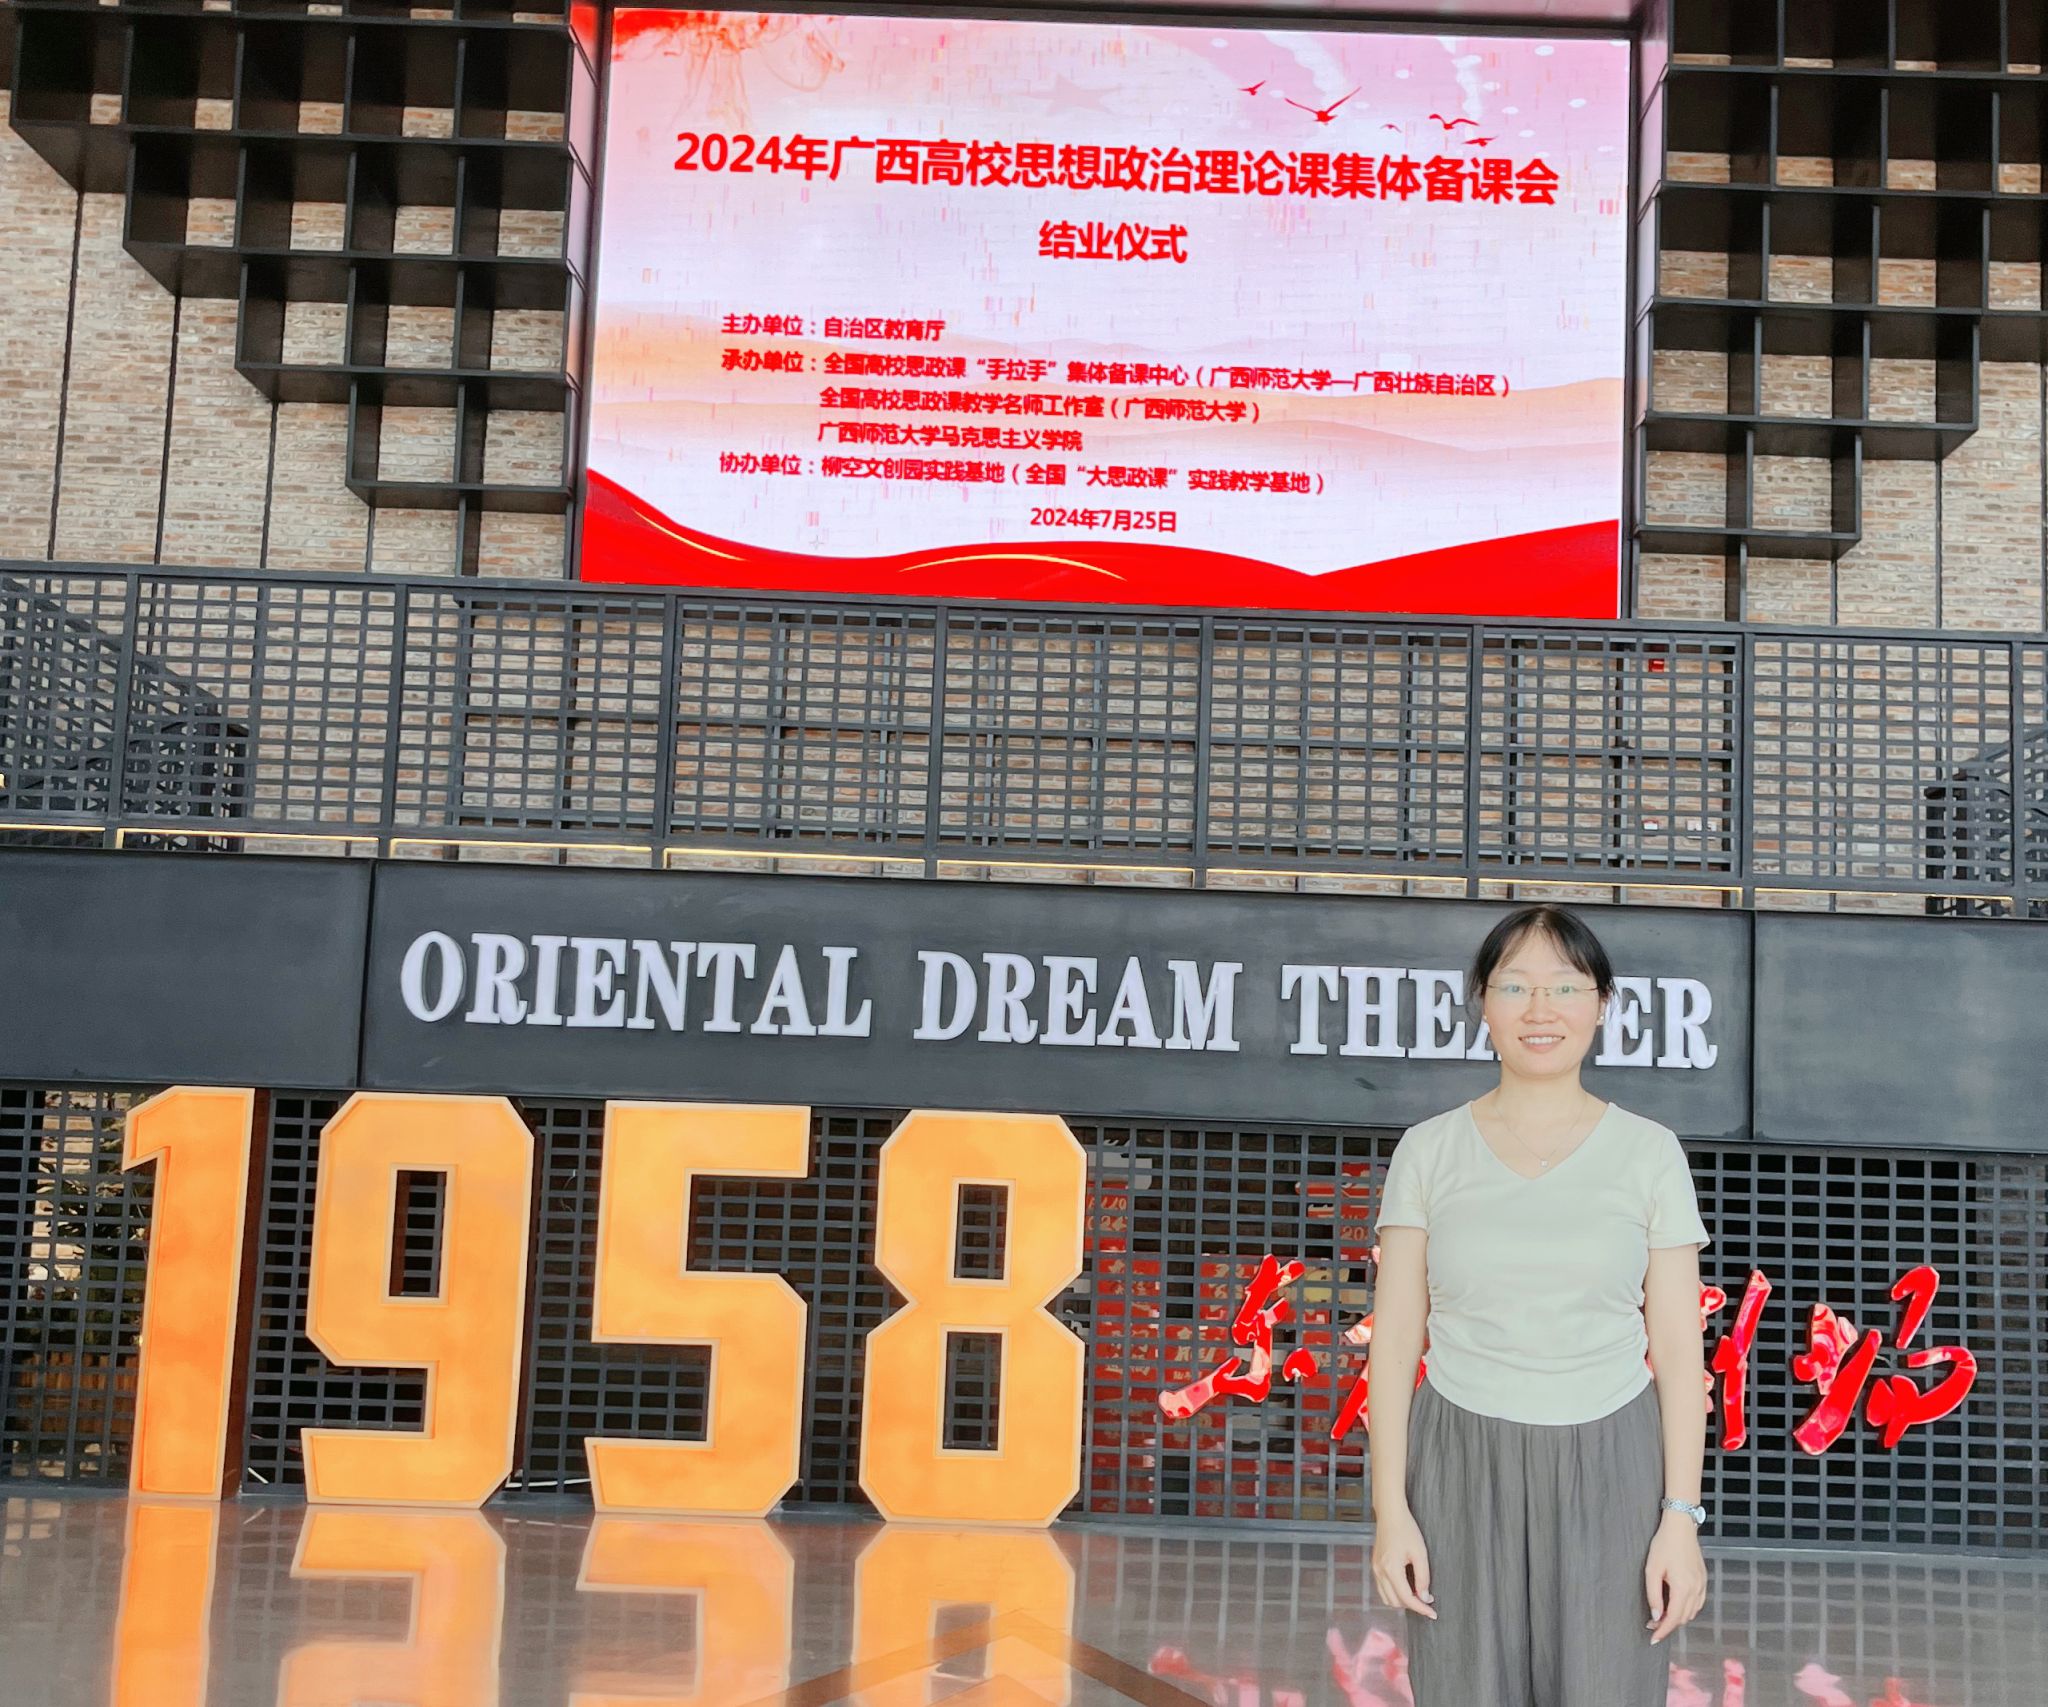 2024年广西高校思想政治理论课集体备课会
结业仪式
主办单位：自治区教育厅
承办单位：全国高校思政课“手拉手”集体备课中心（广西师范大学—广西壮族自治区）
全国高校思政课教学名师工作室（广西师范大学）
广西师范大学马克思主义学院
协办单位：柳空文创园实践基地（全国“大思政课”实践教学基地）
2024年7月25日
ORIENTAL DREAM THEA ER
1958
东 剧场